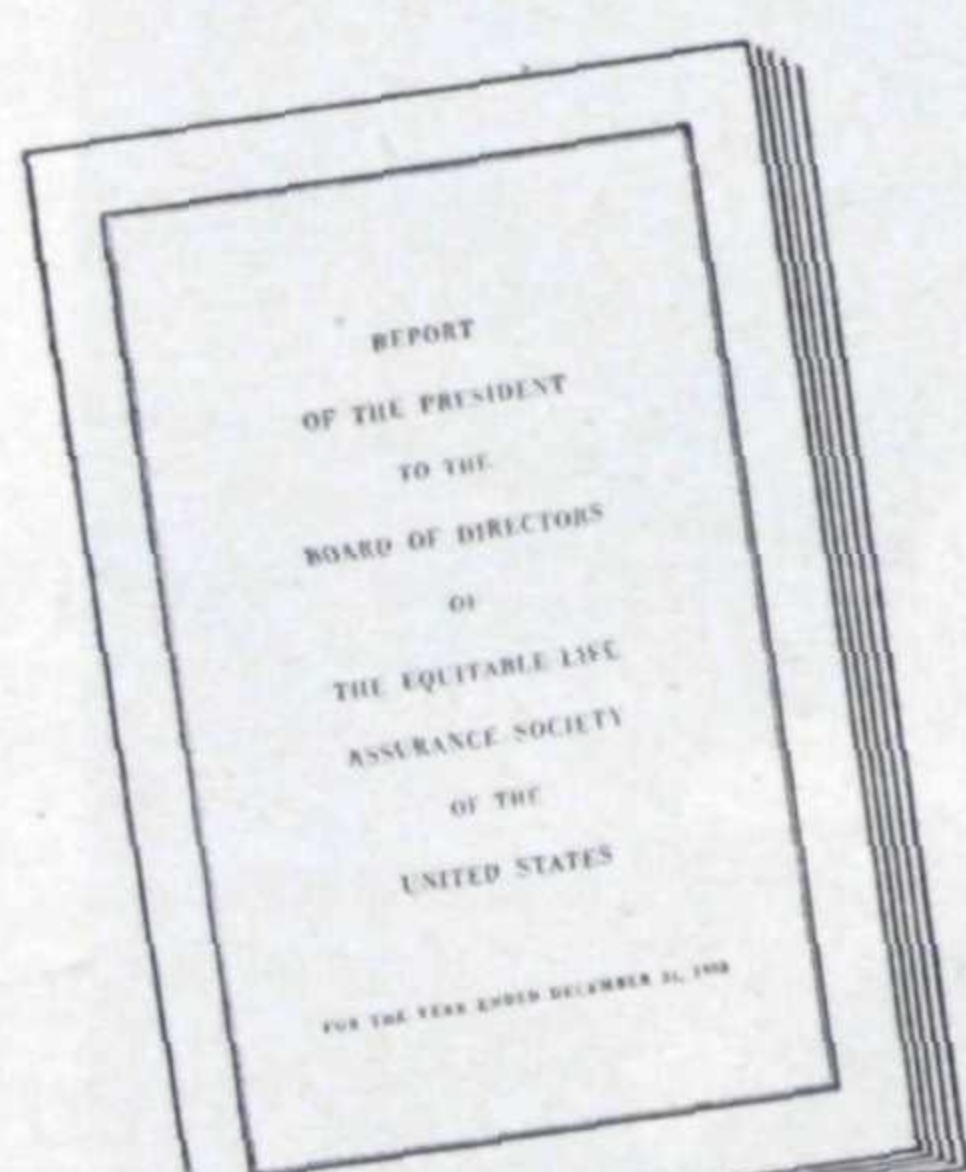 REPORT
OF THE PRESIDENT
TO THE
BOARD OF DIRECTORS
OF
THE EQUITABLE LIFE
ASSURANCE SOCIETY
OF THE
UNITED STATES
FOR THE YEAR ENDED DECEMBER 31,